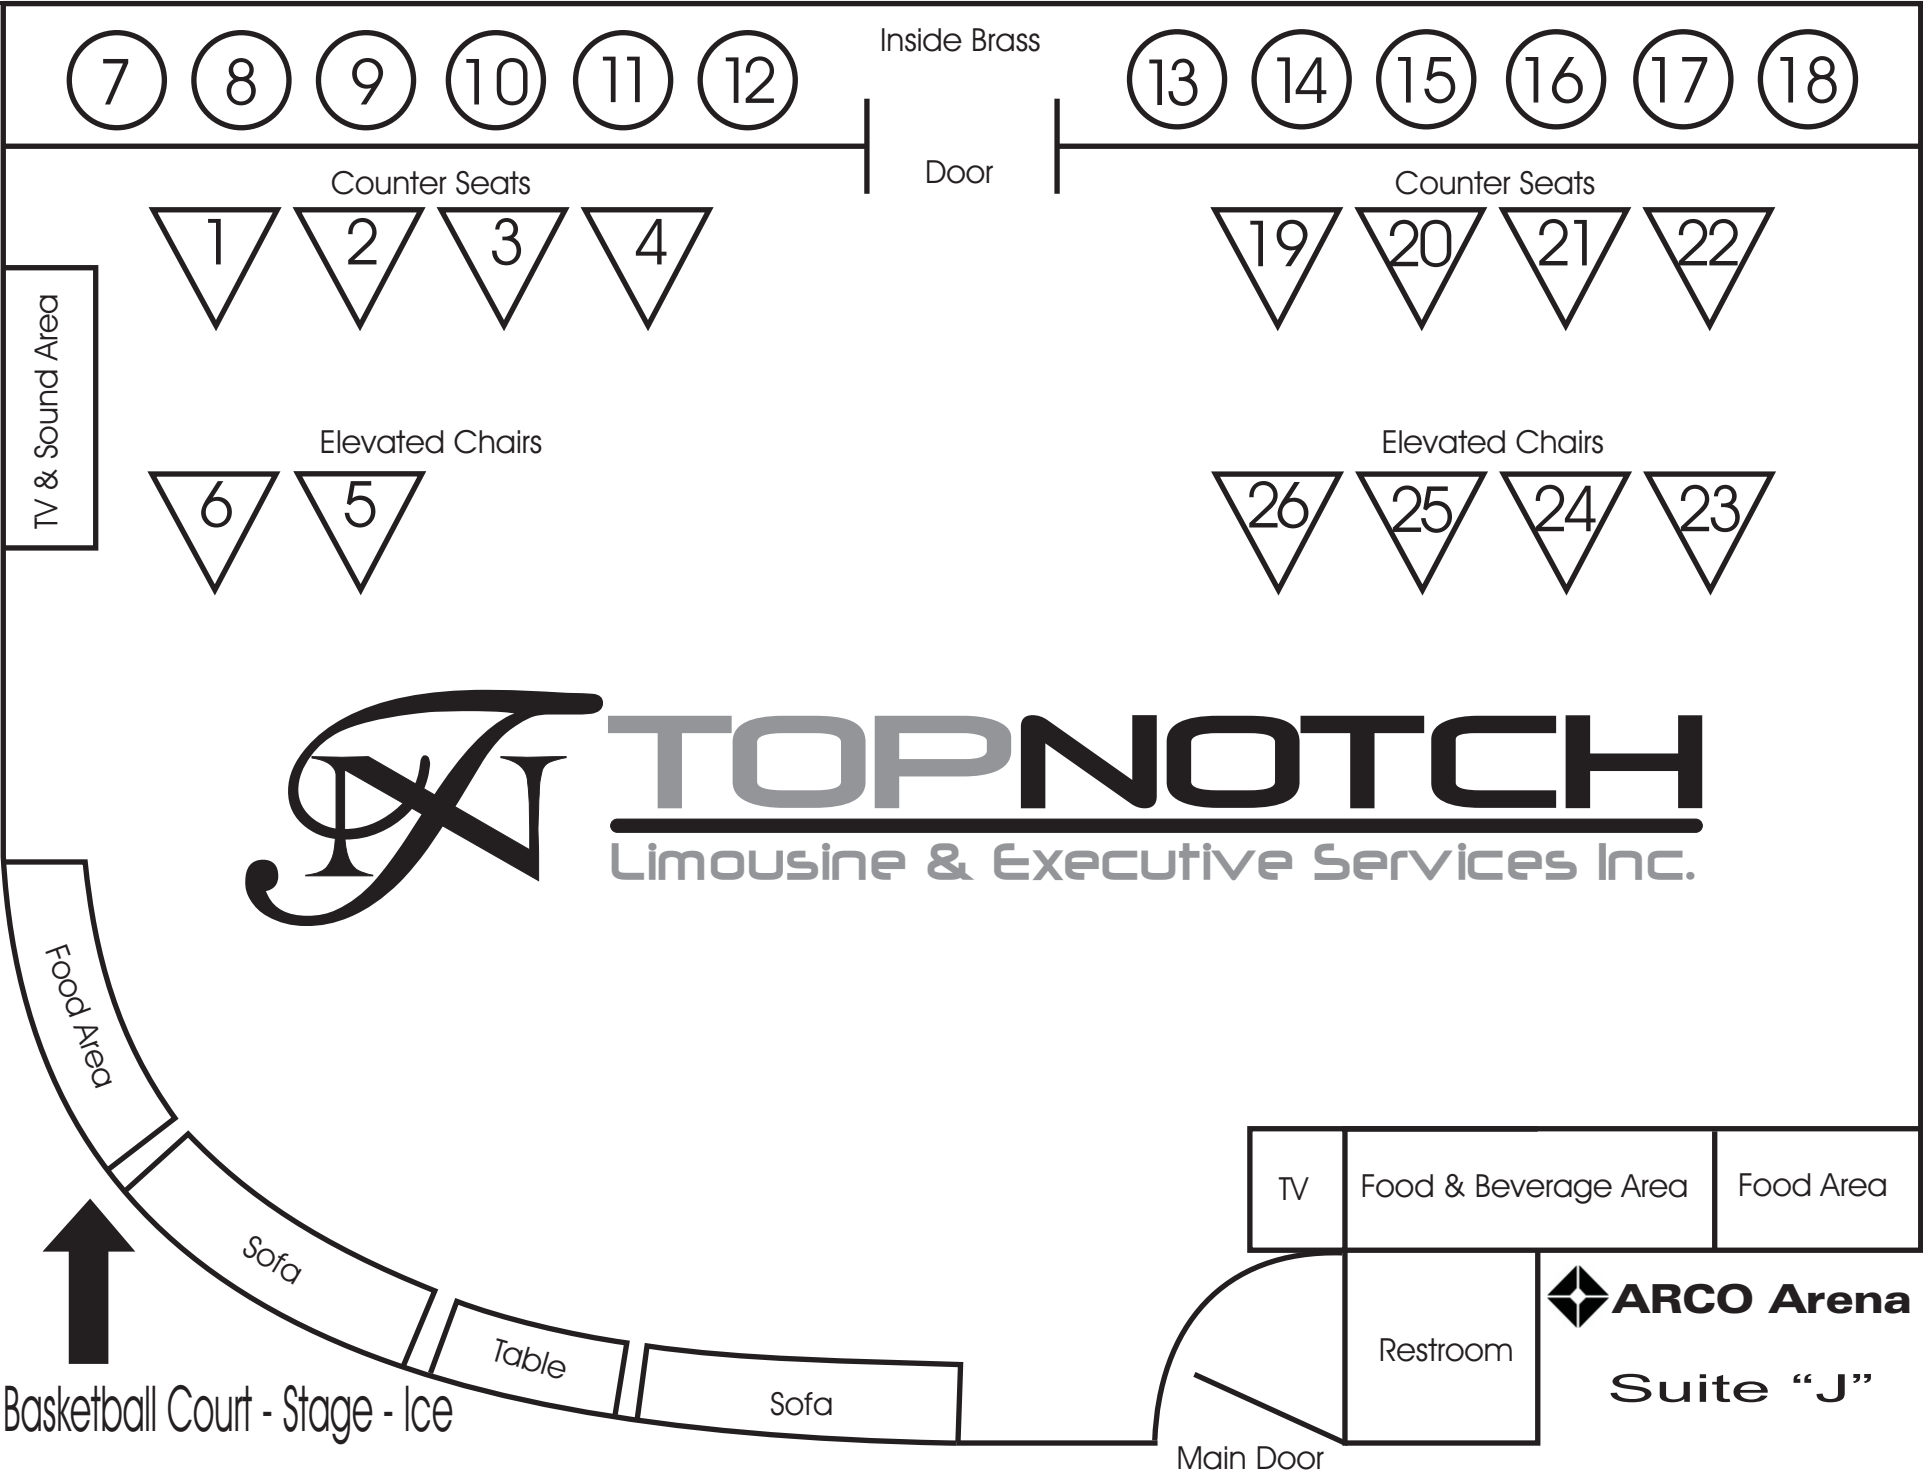 Inside Brass
7 8 9 10 11 12
13 14 15 16 17 18
Door
Counter Seats
Counter Seats
1 2 3 4
19 20 21 22
TV & Sound Area
Elevated Chairs
Elevated Chairs
6 5
26 25 24 23
TN
TOPNOTCH
Limousine & Executive Services Inc.
Food Area
Sofa
Table
Sofa
TV
Food & Beverage Area
Food Area
Restroom
ARCO Arena
Suite “J”
Basketball Court - Stage - Ice
Main Door